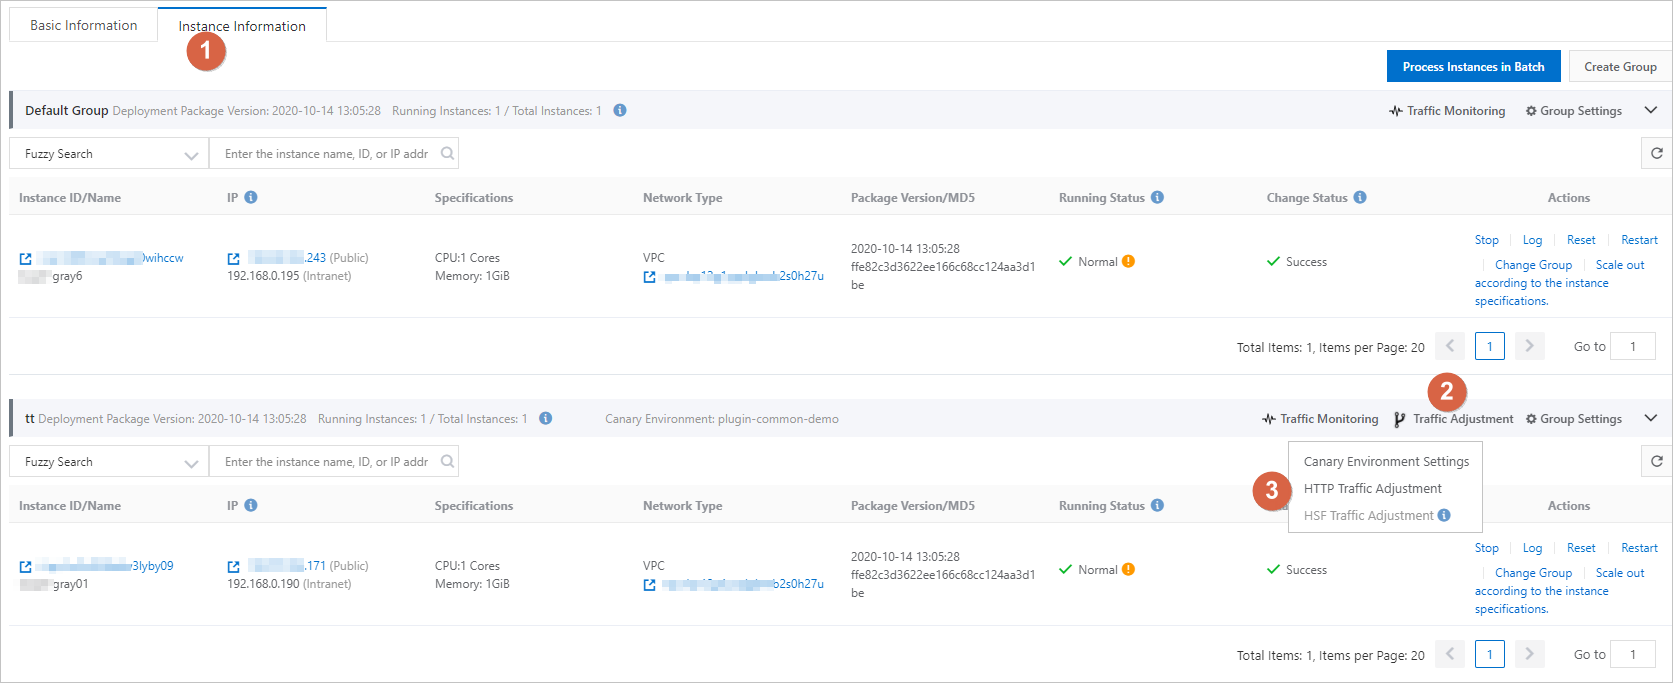 Basic Information
Instance Information
1
Process Instances in Batch
Create Group
Default Group Deployment Package Version: 2020-10-14 13:05:28 Running Instances: 1 / Total Instances: 1
Traffic Monitoring Group Settings
Fuzzy Search
Enter the instance name, ID, or IP addr
Instance ID/Name IP Specifications Network Type Package Version/MD5 Running Status Change Status Actions
wihccw
gray6
.243 (Public)
192.168.0.195 (Intranet)
CPU:1 Cores
Memory: 1GiB
VPC
2s0h27u
2020-10-14 13:05:28
ffe82c3d3622ee166c68cc124aa3d1
be
Normal
Success
Stop Log Reset Restart
Change Group Scale out
according to the instance
specifications.
Total Items: 1, Items per Page: 20 1 Go to 1
2
tt Deployment Package Version: 2020-10-14 13:05:28 Running Instances: 1 / Total Instances: 1 Canary Environment: plugin-common-demo
Traffic Monitoring Traffic Adjustment Group Settings
Fuzzy Search
Enter the instance name, ID, or IP addr
Canary Environment Settings
3
HTTP Traffic Adjustment
HSF Traffic Adjustment
Instance ID/Name IP Specifications Network Type Package Version/MD5 Running Status Actions
3lyby09
gray01
.171 (Public)
192.168.0.190 (Intranet)
CPU:1 Cores
Memory: 1GiB
VPC
2s0h27u
2020-10-14 13:05:28
ffe82c3d3622ee166c68cc124aa3d1
be
Normal
Success
Stop Log Reset Restart
Change Group Scale out
according to the instance
specifications.
Total Items: 1, Items per Page: 20 1 Go to 1